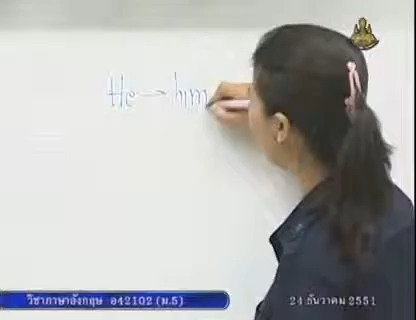 He → him
วิชาภาษาอังกฤษ อ42102 (ม.5)
24 ธันวาคม 2551